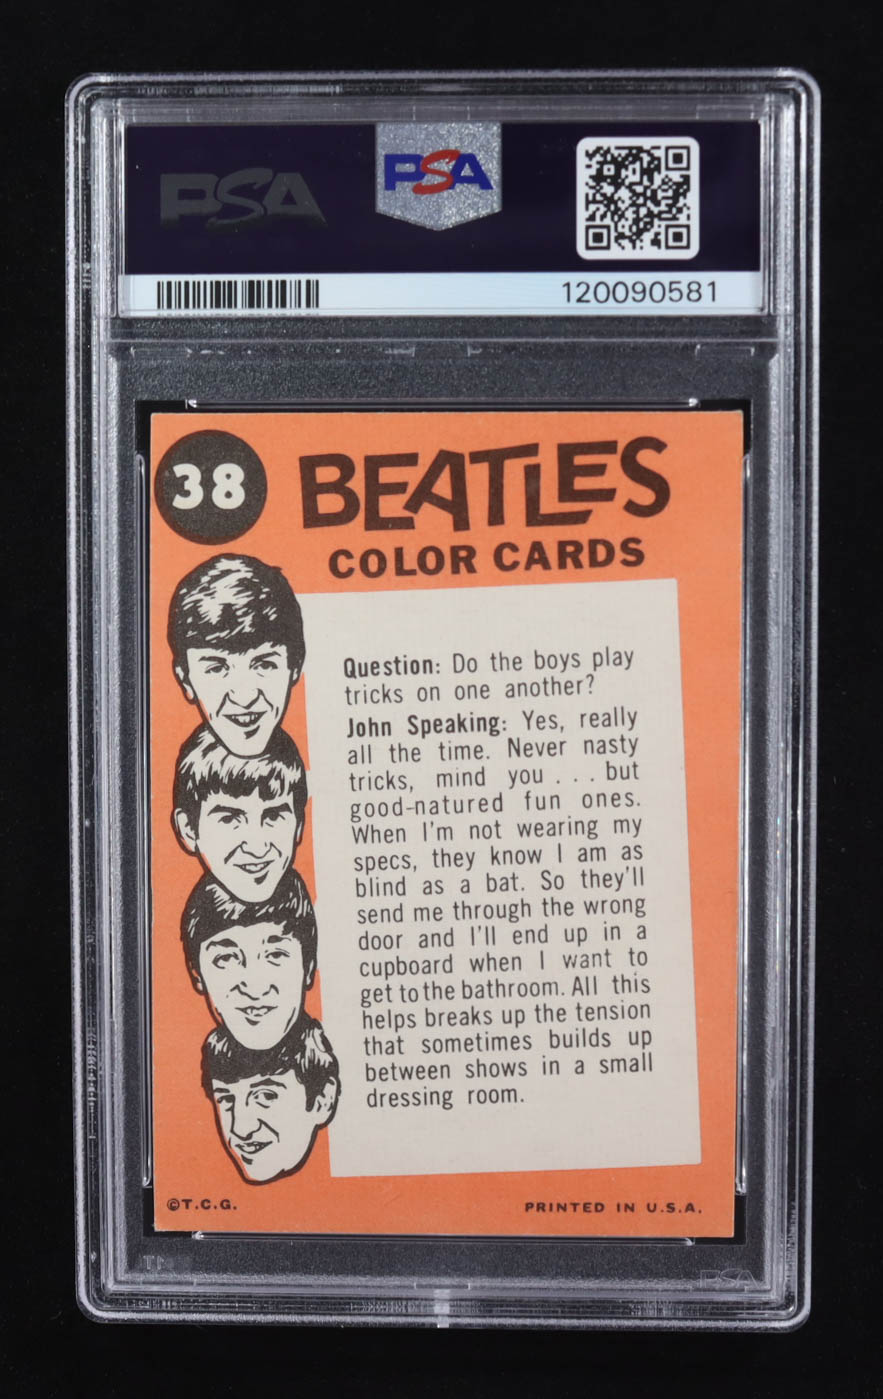 PSA
PSA
120090581
38
BEATLES
COLOR CARDS
Question: Do the boys play
tricks on one another?
John Speaking: Yes, really
all the time. Never nasty
tricks, mind you . . . but
good-natured fun ones.
When I'm not wearing my
specs, they know I am as
blind as a bat. So they'll
send me through the wrong
door and I'll end up in a
cupboard when I want to
get to the bathroom. All this
helps breaks up the tension
that sometimes builds up
between shows in a small
dressing room.
©T.C.G.
PRINTED IN U.S.A.
PSA